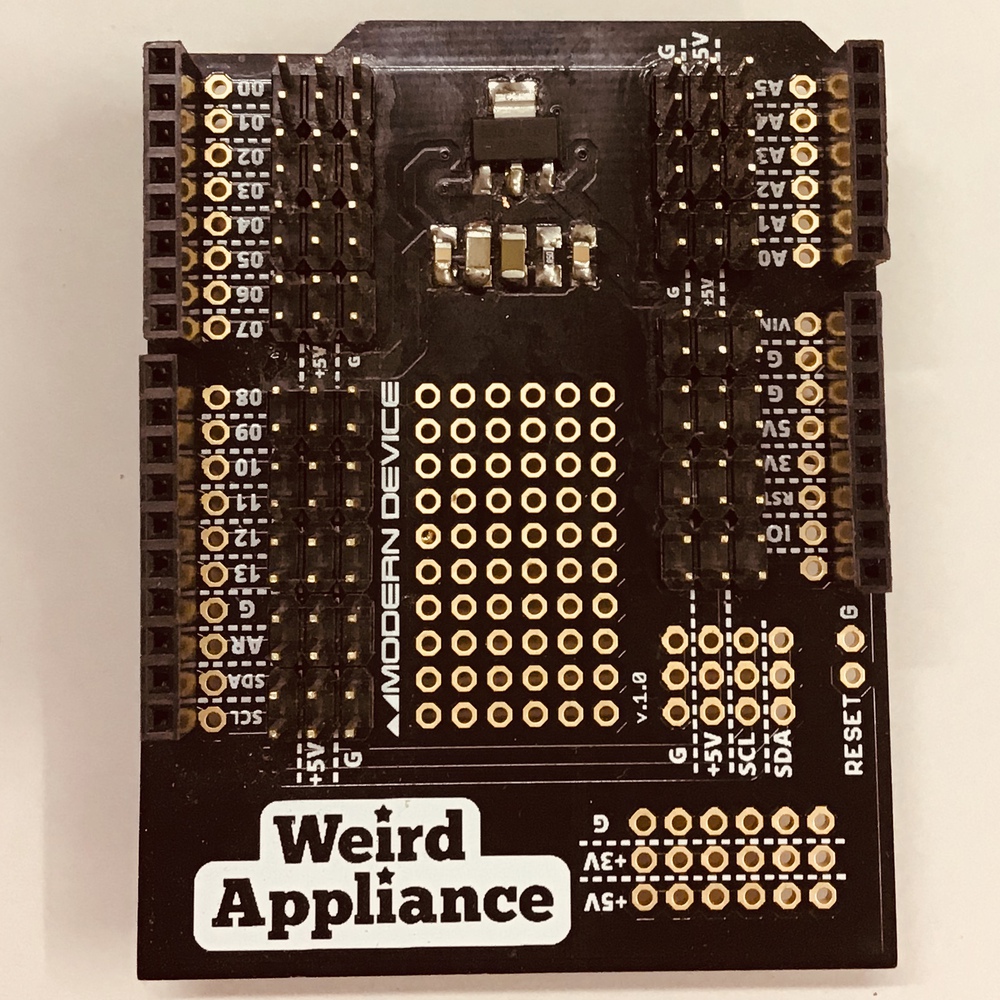 G
+5V
00
01
02
03
04
05
06
07
+5V
G
A5
A4
A3
A2
A1
A0
G
+5V
VIN
G
G
5V
3V
RST
IO
08
09
10
11
12
13
G
AR
SDA
SCL
+5V
G
MODERN DEVICE
v.1.0
G
+5V
SCL
SDA
G
RESET
Weird
Appliance
G
+3V
+5V